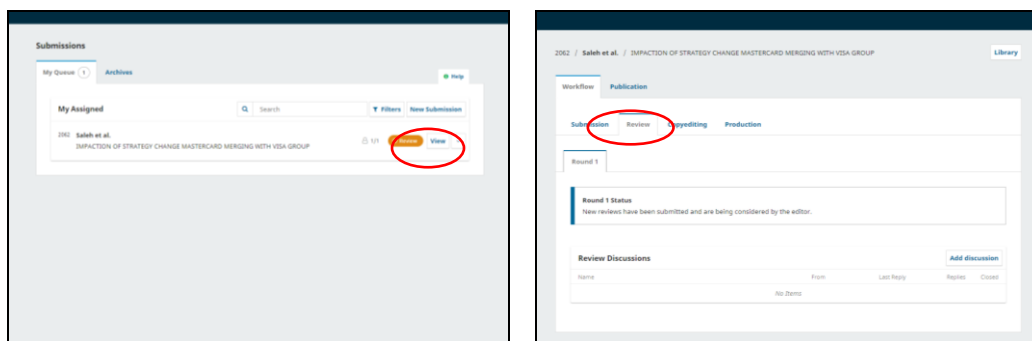 Submissions
My Queue 1 Archives
Help
My Assigned Search Filters New Submission
2062 Saleh et al. 1/1 Review View
IMPACTION OF STRATEGY CHANGE MASTERCARD MERGING WITH VISA GROUP
2062 / Saleh et al. / IMPACTION OF STRATEGY CHANGE MASTERCARD MERGING WITH VISA GROUP Library
Workflow Publication
Submission Review Copyediting Production
Round 1
Round 1 Status
New reviews have been submitted and are being considered by the editor.
Review Discussions Add discussion
Name From Last Reply Replies Closed
No Items